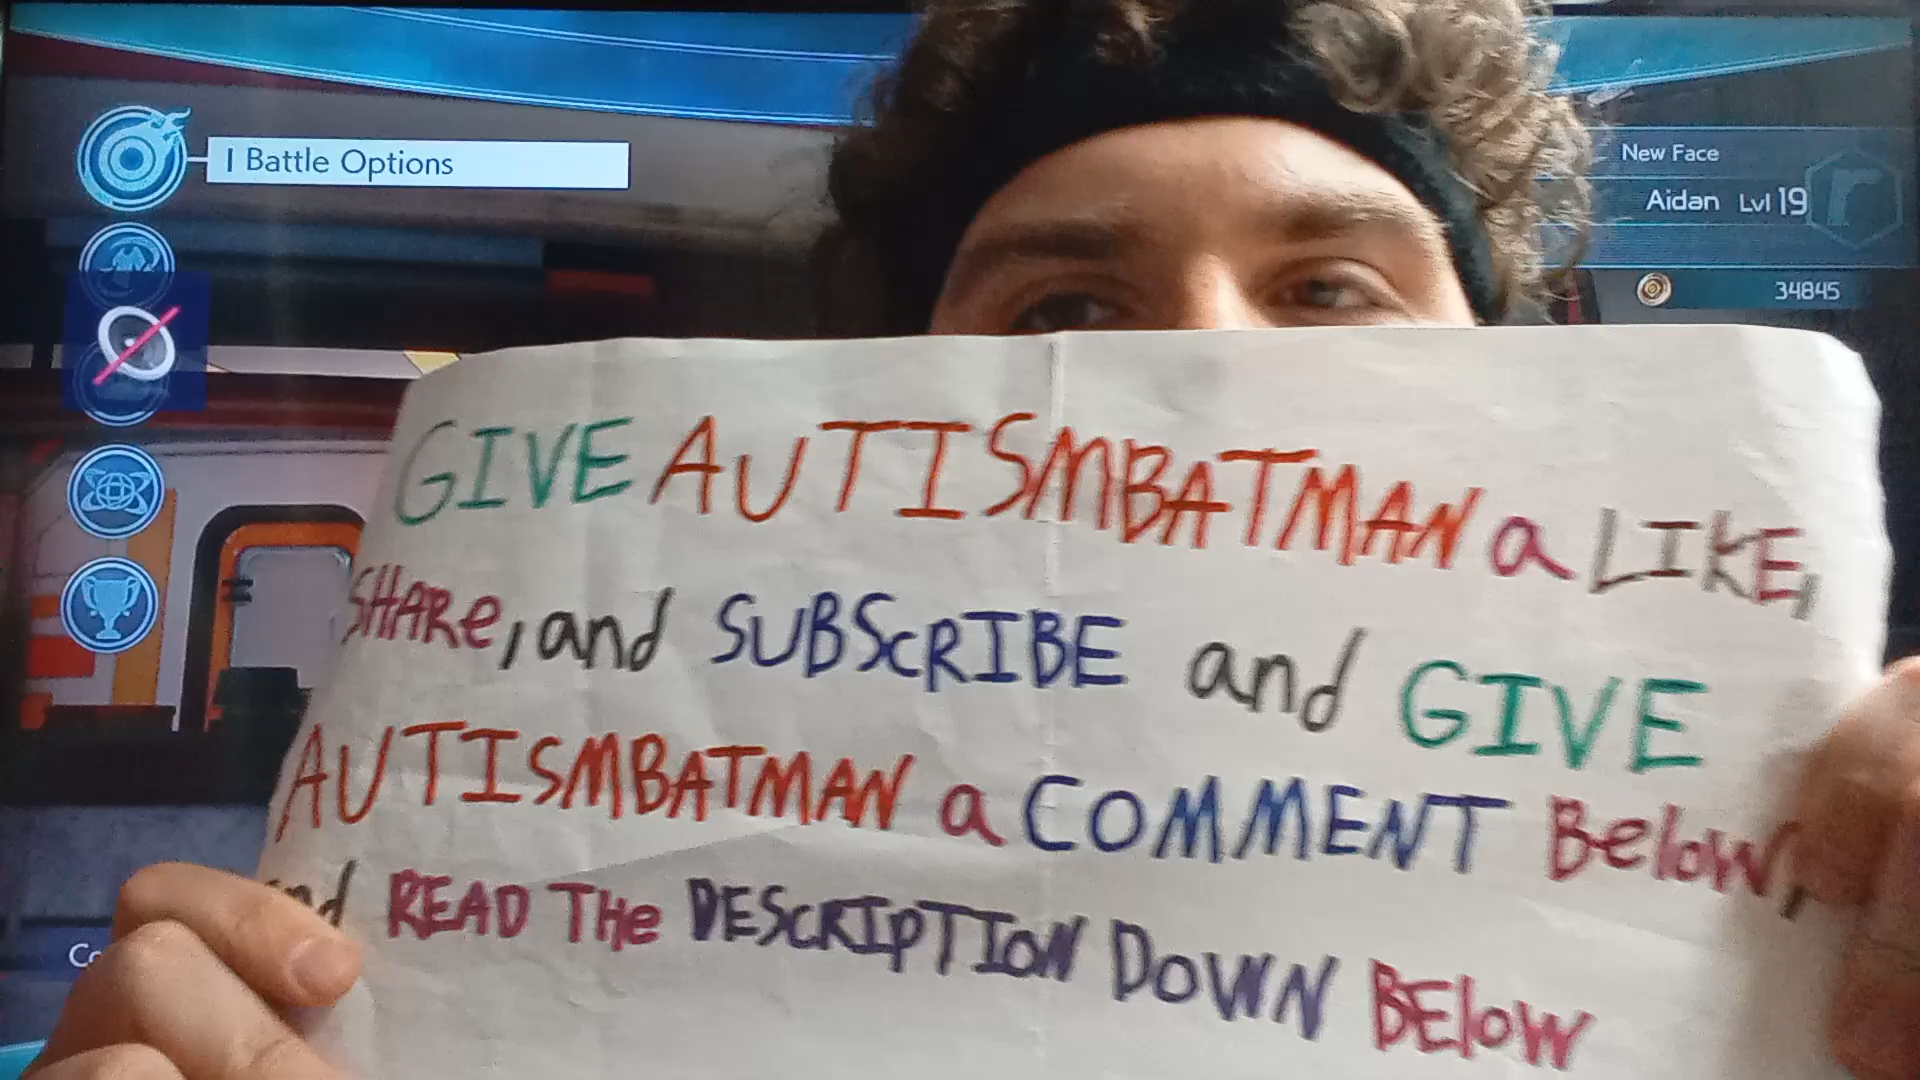 I Battle Options
New Face
Aidan Lvl 19
34845
GIVE AUTISMBATMAN a LIKE,
SHARe, and SUBScRIBE and GIVE
AUTISMBATMAN a COMMENT Below,
READ THe DEScRIPTION DOWN BElow